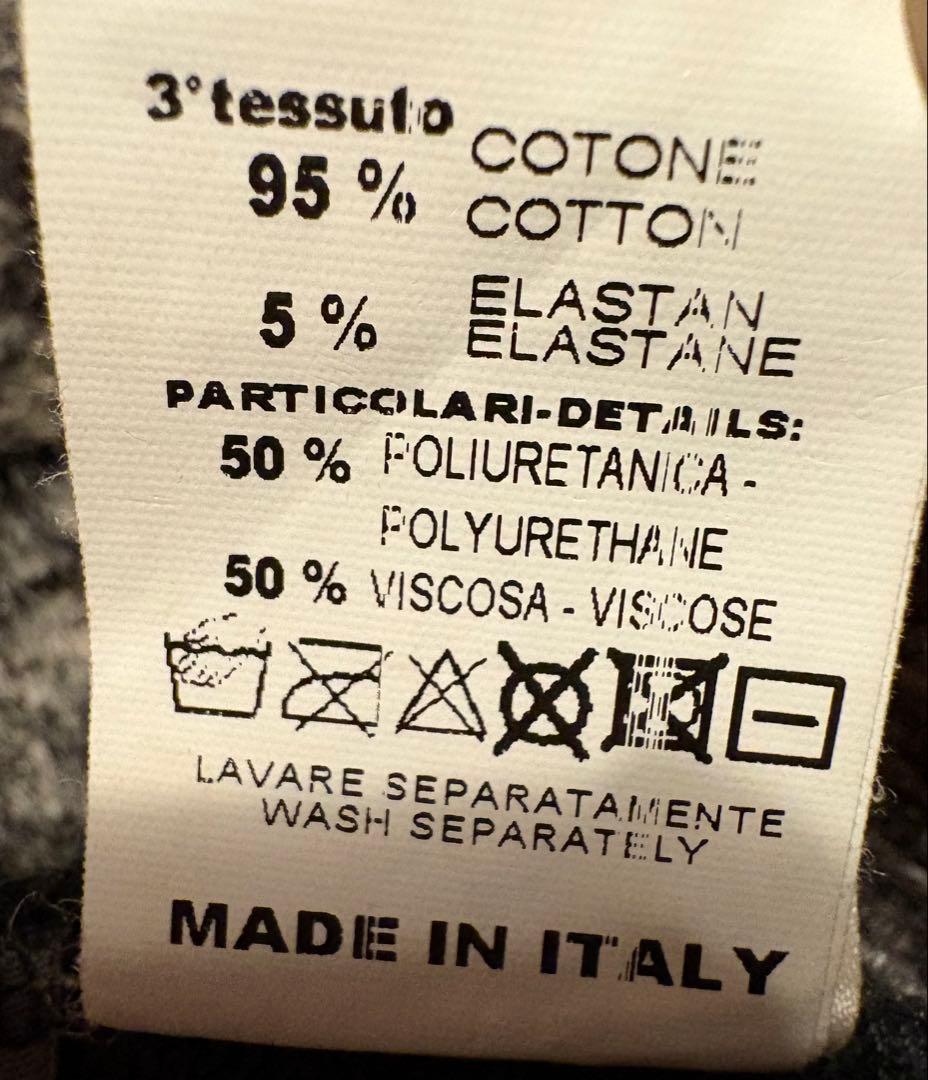 3° tessuto
95 % COTONE
COTTON
5 % ELASTAN
ELASTANE
PARTICOLARI-DETAILS:
50 % POLIURETANICA -
POLYURETHANE
50 % VISCOSA - VISCOSE
LAVARE SEPARATAMENTE
WASH SEPARATELY
MADE IN ITALY